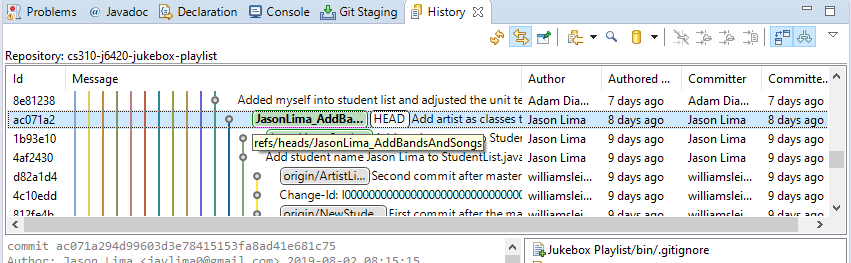 Problems @ Javadoc Declaration Console Git Staging History
Repository: cs310-j6420-jukebox-playlist
Id Message Author Authored ... Committer Committe...
8e81238 Added myself into student list and adjusted the unit te Adam Dia... 7 days ago Adam Dia... 7 days ago
ac071a2 JasonLima_AddBa... HEAD Add artist as classes t Jason Lima 8 days ago Jason Lima 8 days ago
1b93e10 Studen Jason Lima 9 days ago Jason Lima 9 days ago
refs/heads/JasonLima_AddBandsAndSongs
4af2430 Add student name Jason Lima to StudentList.java Jason Lima 9 days ago Jason Lima 9 days ago
d82a1d4 origin/ArtistLi... Second commit after master williamslei... 9 days ago williamslei... 9 days ago
4c10edd Change-Id: I00000000000000000000000000 williamslei... 9 days ago williamslei... 9 days ago
812fe4b origin/NewStude... First commit after the ma williamslei... 9 days ago williamslei... 9 days ago
commit ac071a294d99603d3e78415153fa8ad41e681c75
Author: Jason Lima <jaylima0@gmail.com> 2019-08-02 08:15:15
Jukebox Playlist/bin/.gitignore